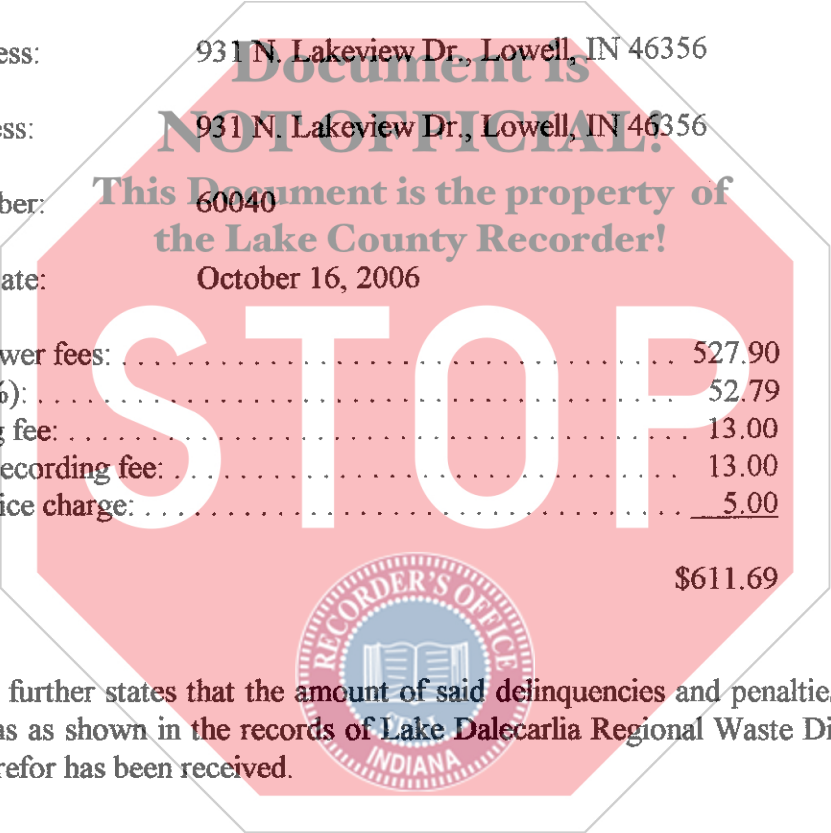 ess: 931 N. Lakeview Dr., Lowell, IN 46356
Document is
ess: 931 N. Lakeview Dr., Lowell, IN 46356
NOT OFFICIAL!
ber: 60040
This Document is the property of
the Lake County Recorder!
ate: October 16, 2006
STOP
wer fees: 527.90
%): 52.79
g fee: 13.00
ecording fee: 13.00
ice charge: 5.00
$611.69
RECORDER'S OFFICE
further states that the amount of said delinquencies and penaltie
ns as shown in the records of Lake Dalecarlia Regional Waste Di
refor has been received.
INDIANA